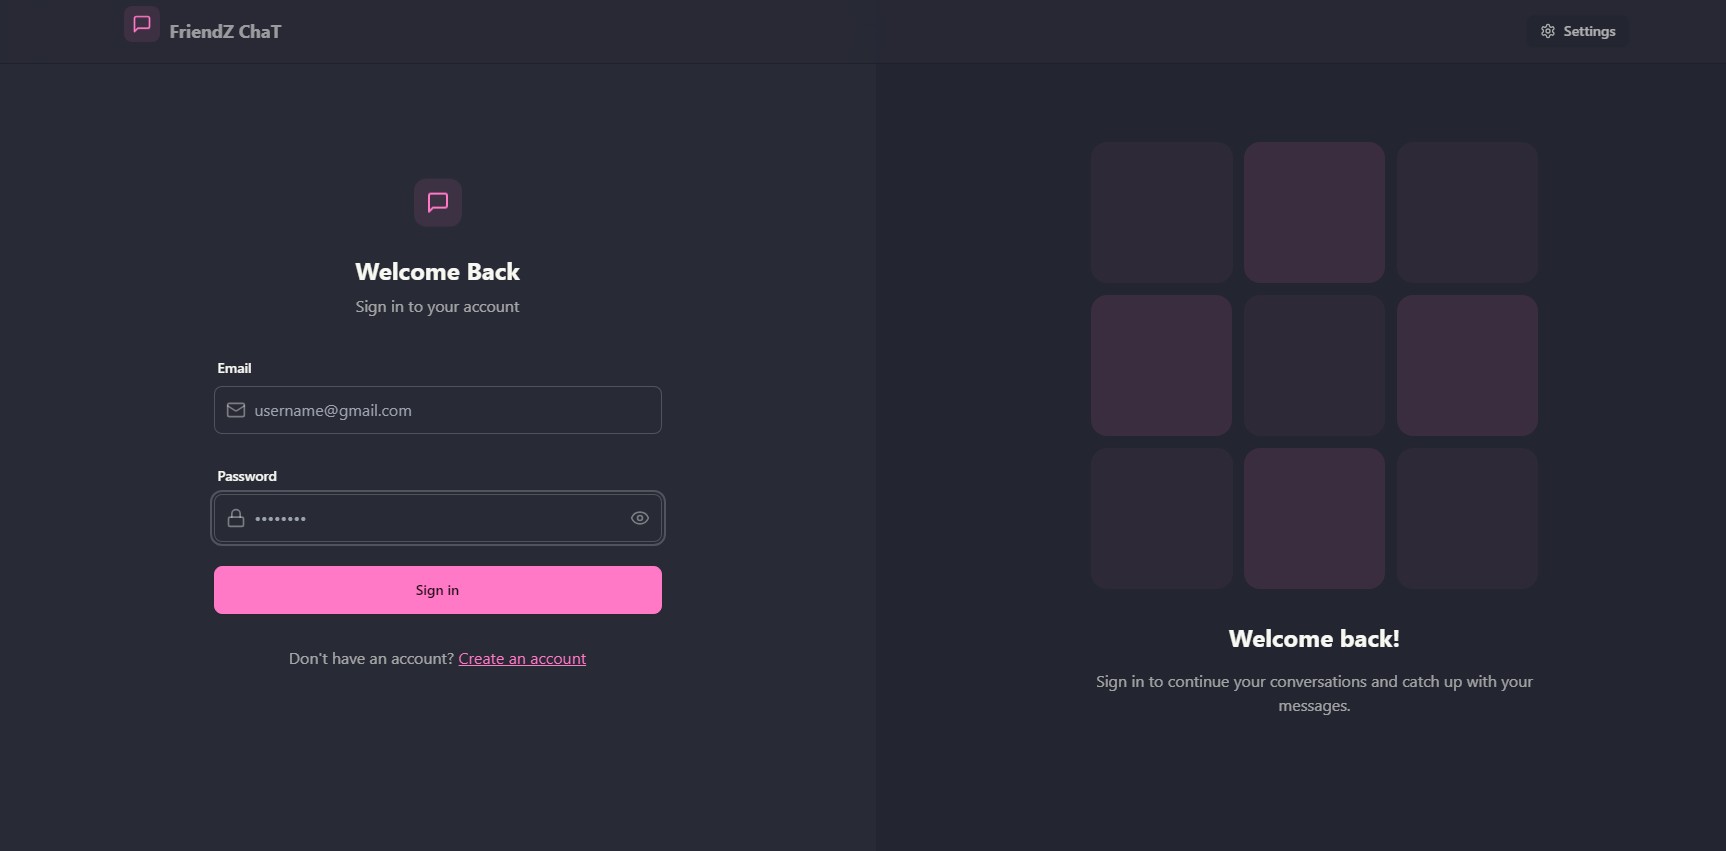 FriendZ ChaT
Settings
Welcome Back
Sign in to your account
Email
username@gmail.com
Password
••••••••
Sign in
Don't have an account? Create an account
Welcome back!
Sign in to continue your conversations and catch up with your
messages.